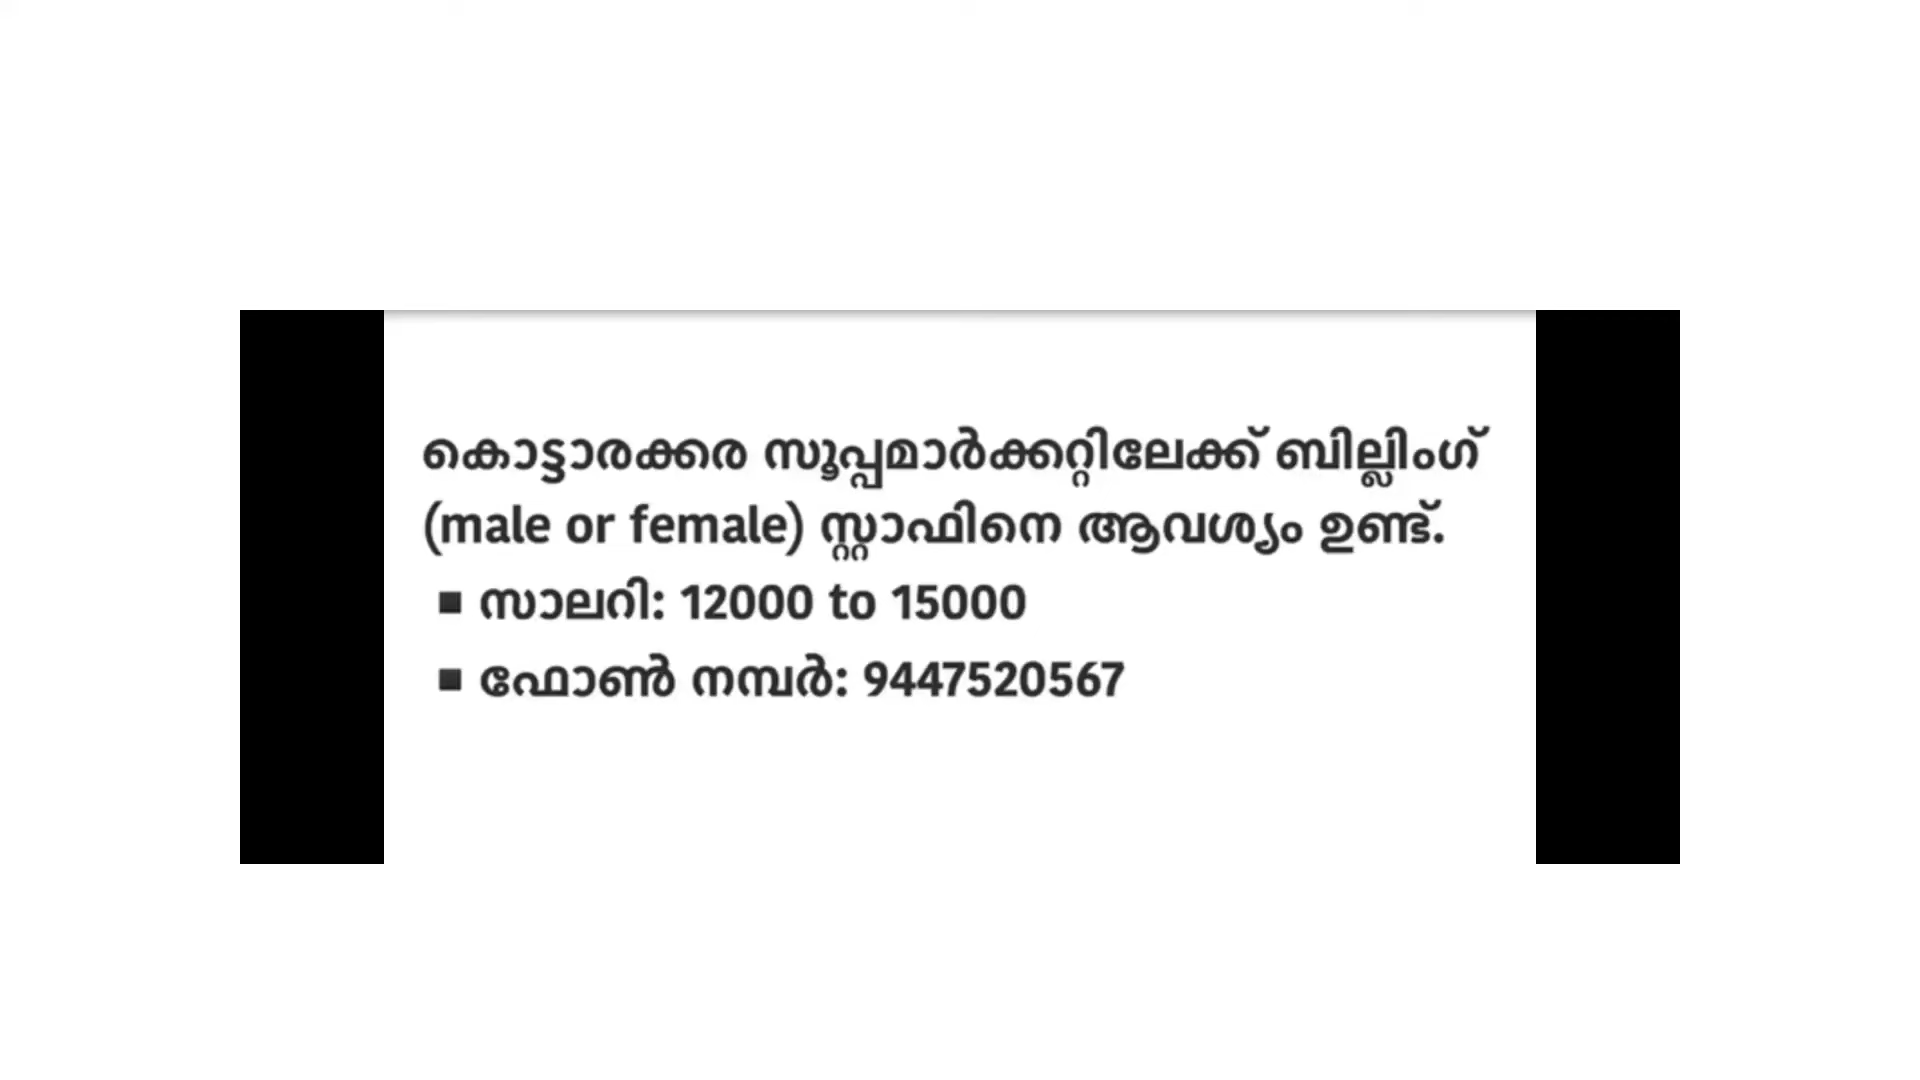 കൊട്ടാരക്കര സൂപ്പമാർക്കറ്റിലേക്ക് ബില്ലിംഗ്
(male or female) സ്റ്റാഫിനെ ആവശ്യം ഉണ്ട്.
▪ സാലറി: 12000 to 15000
▪ ഫോൺ നമ്പർ: 9447520567